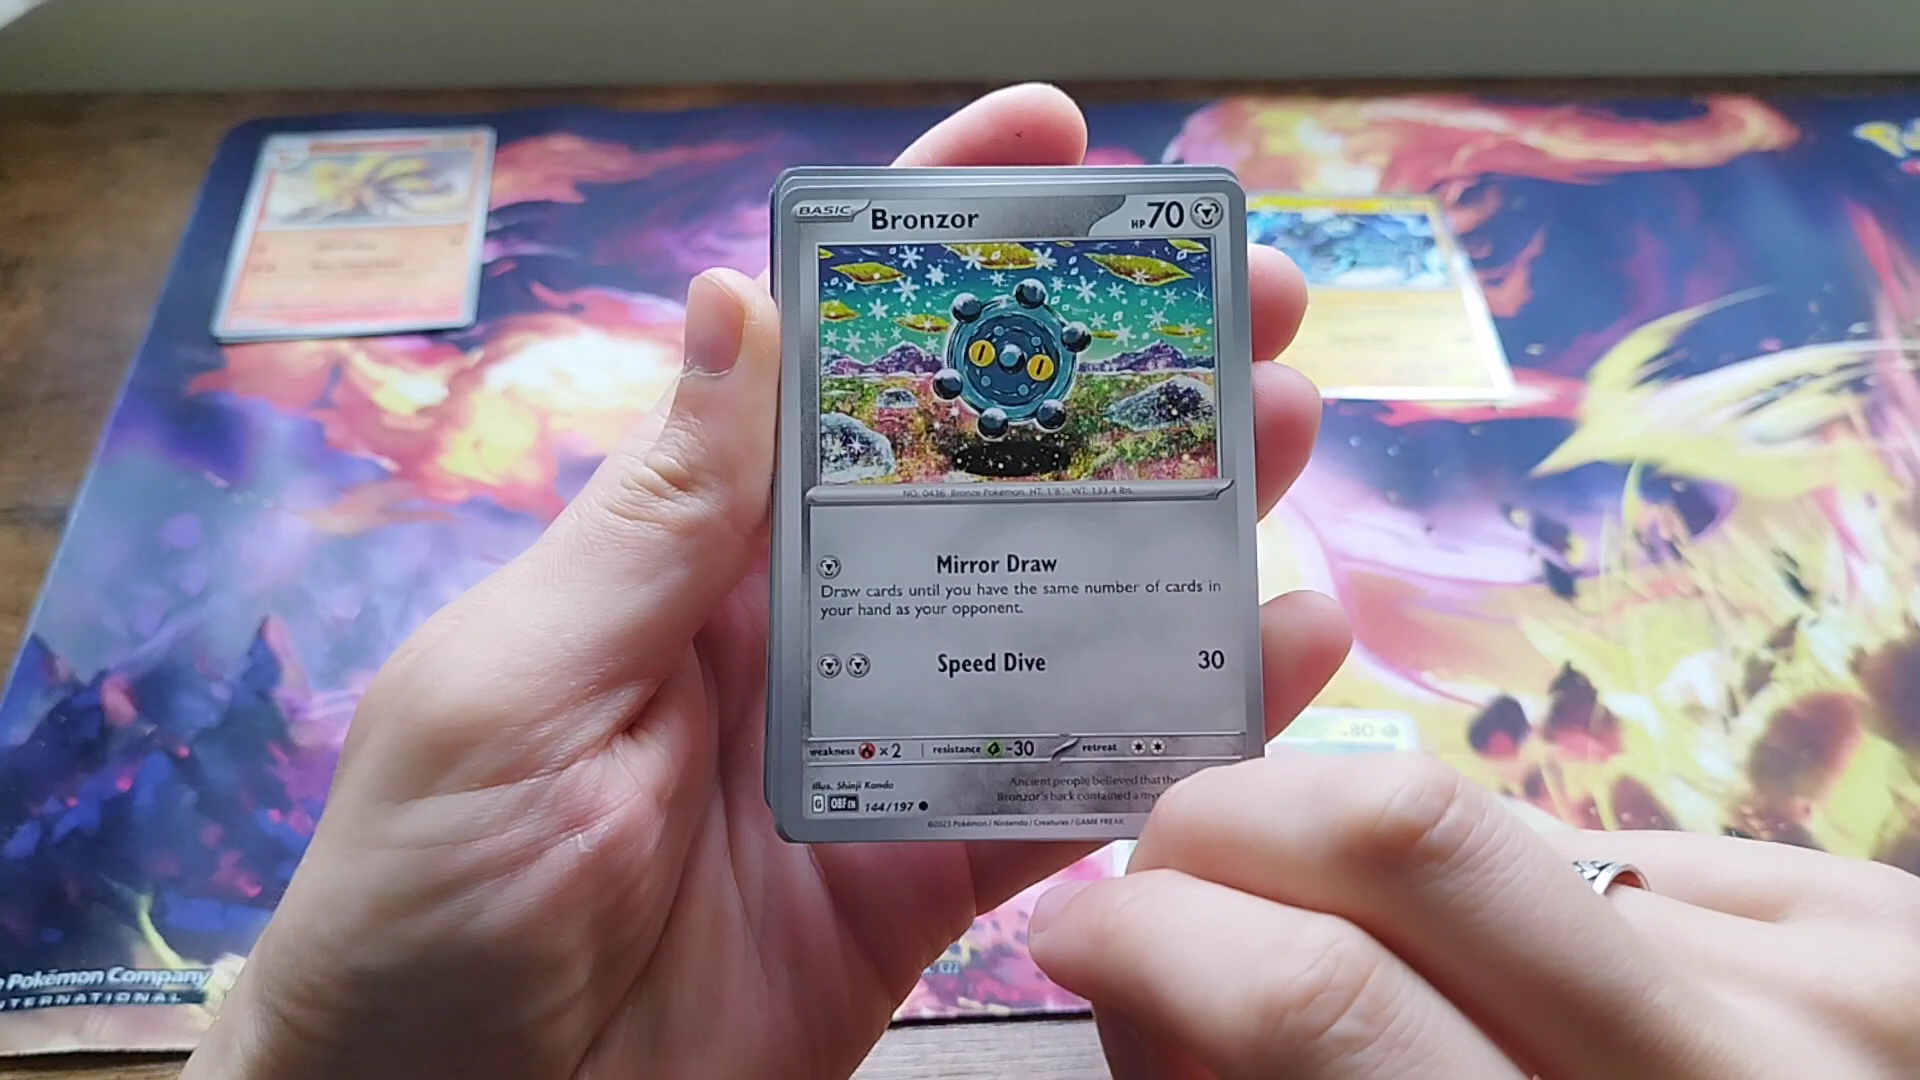 BASIC Bronzor HP 70
NO. 0436 Bronze Pokémon HT: 1'8" WT: 133.4 lbs.
Mirror Draw
Draw cards until you have the same number of cards in
your hand as your opponent.
Speed Dive 30
weakness ×2 resistance -30 retreat
Illus. Shinji Kanda
Ancient people believed that the
Bronzor's back contained a
G OBF EN 144/197
©2023 Pokémon / Nintendo / Creatures / GAME FREAK
Pokémon Company